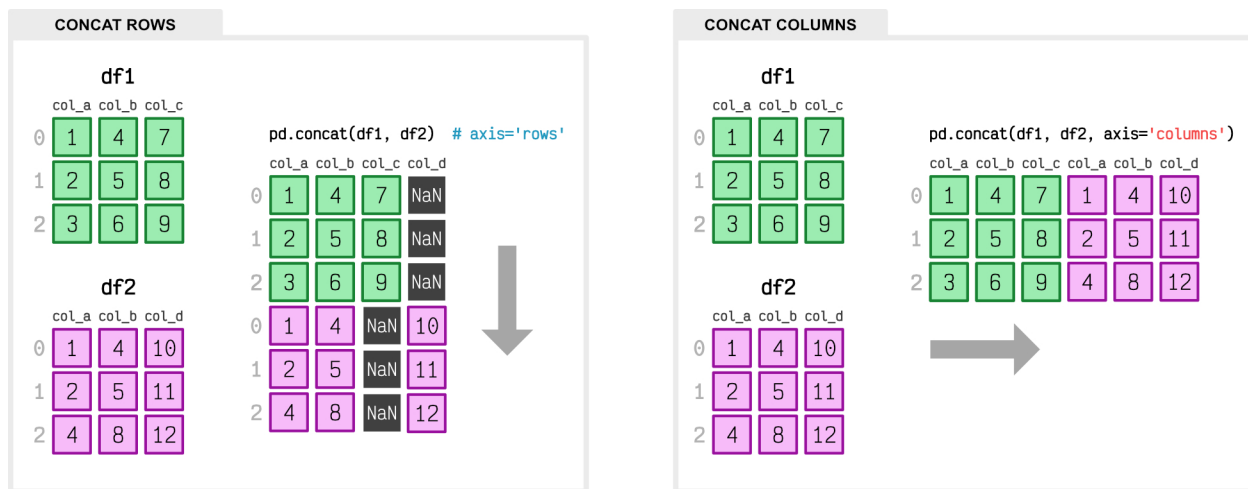 CONCAT ROWS
df1
col_a col_b col_c
0 1 4 7
1 2 5 8
2 3 6 9
df2
col_a col_b col_d
0 1 4 10
1 2 5 11
2 4 8 12
pd.concat(df1, df2) # axis='rows'
col_a col_b col_c col_d
0 1 4 7 NaN
1 2 5 8 NaN
2 3 6 9 NaN
0 1 4 NaN 10
1 2 5 NaN 11
2 4 8 NaN 12
CONCAT COLUMNS
df1
col_a col_b col_c
0 1 4 7
1 2 5 8
2 3 6 9
df2
col_a col_b col_d
0 1 4 10
1 2 5 11
2 4 8 12
pd.concat(df1, df2, axis='columns')
col_a col_b col_c col_a col_b col_d
0 1 4 7 1 4 10
1 2 5 8 2 5 11
2 3 6 9 4 8 12